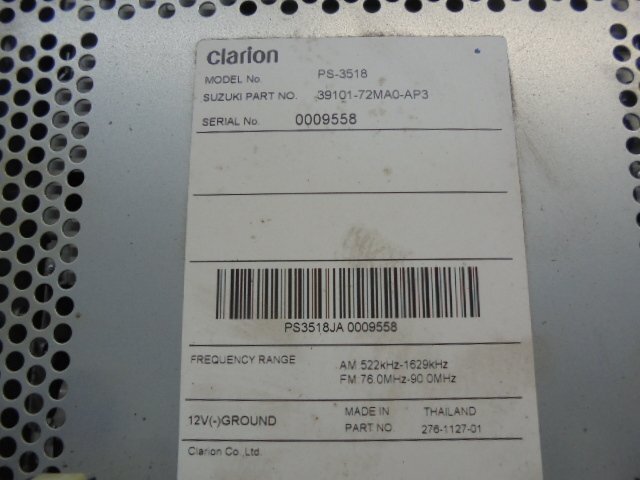 clarion
MODEL No. PS-3518
SUZUKI PART NO. 39101-72MA0-AP3
SERIAL No. 0009558
PS3518JA 0009558
FREQUENCY RANGE AM 522kHz-1629kHz
FM 76.0MHz-90.0MHz
12V(-)GROUND MADE IN THAILAND
PART NO. 276-1127-01
Clarion Co.,Ltd.